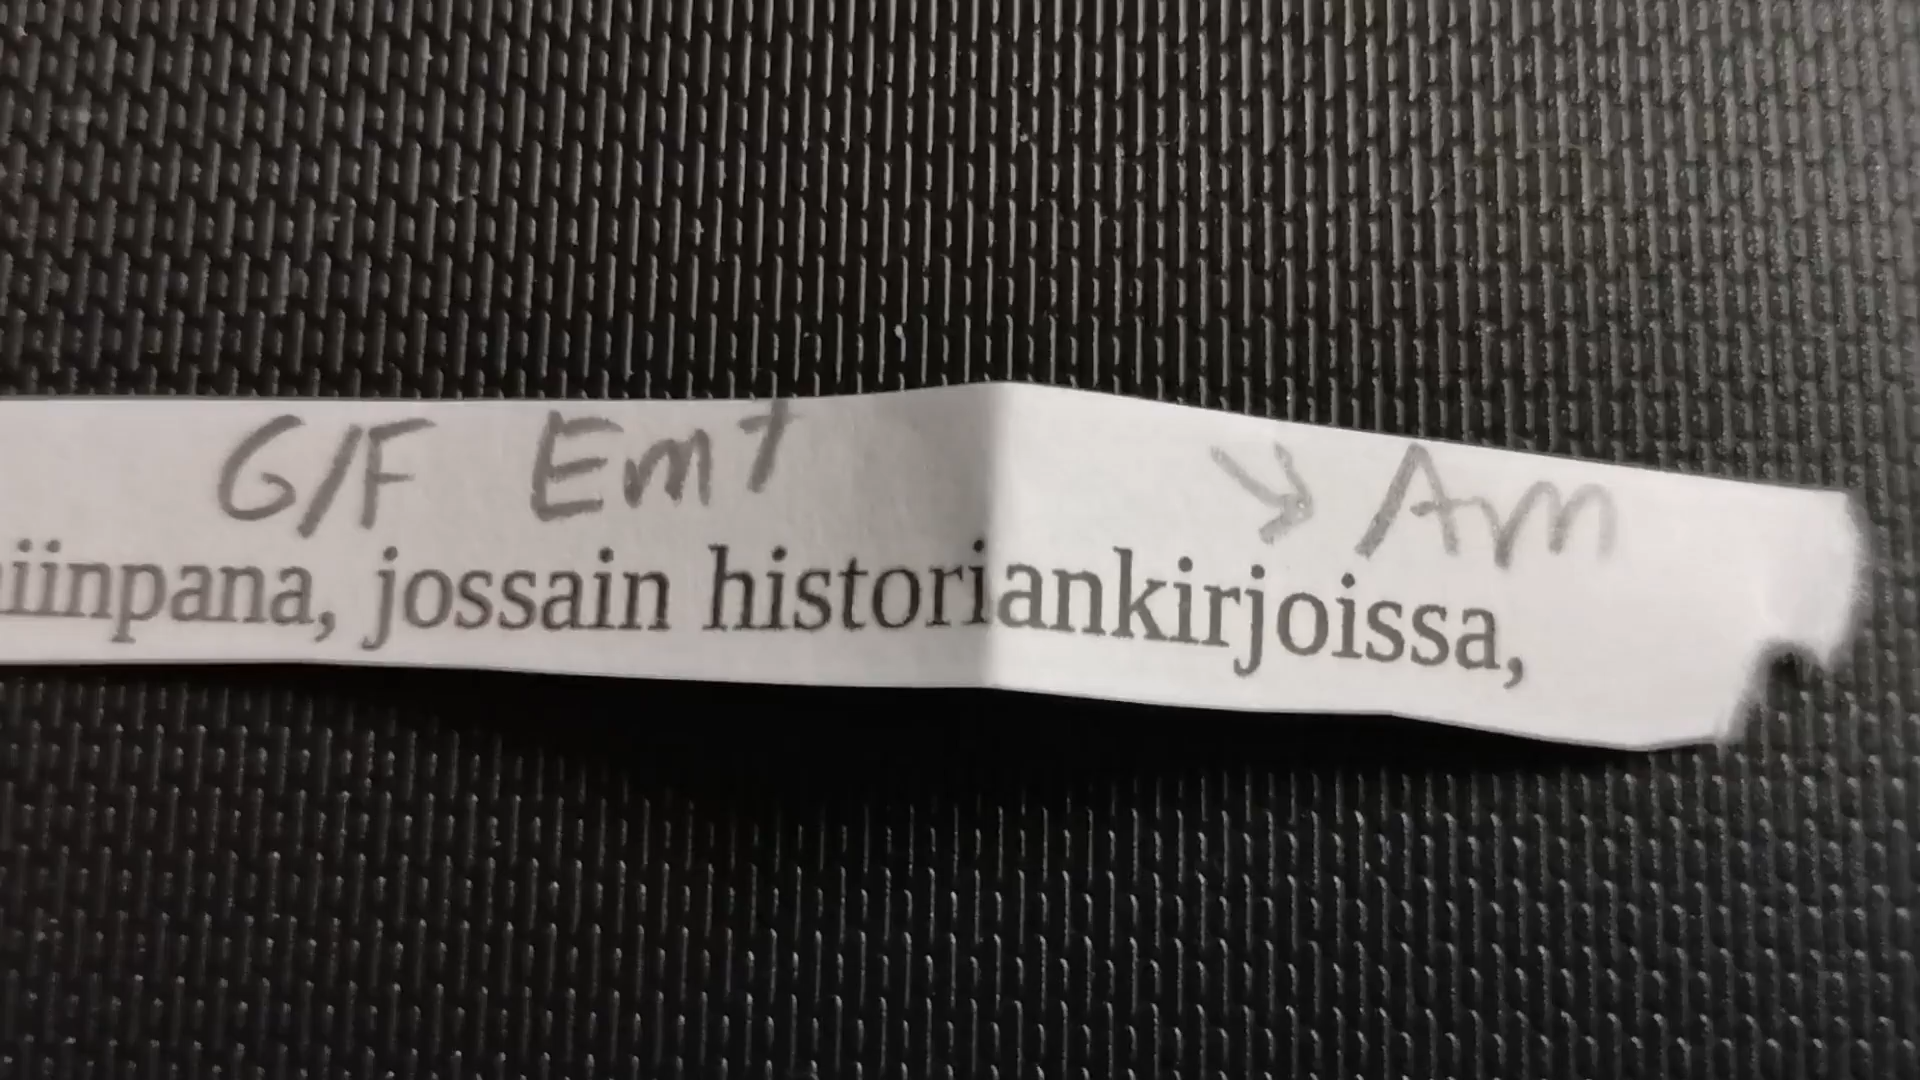 G/F Em7 → Am
iinpana, jossain historiankirjoissa,